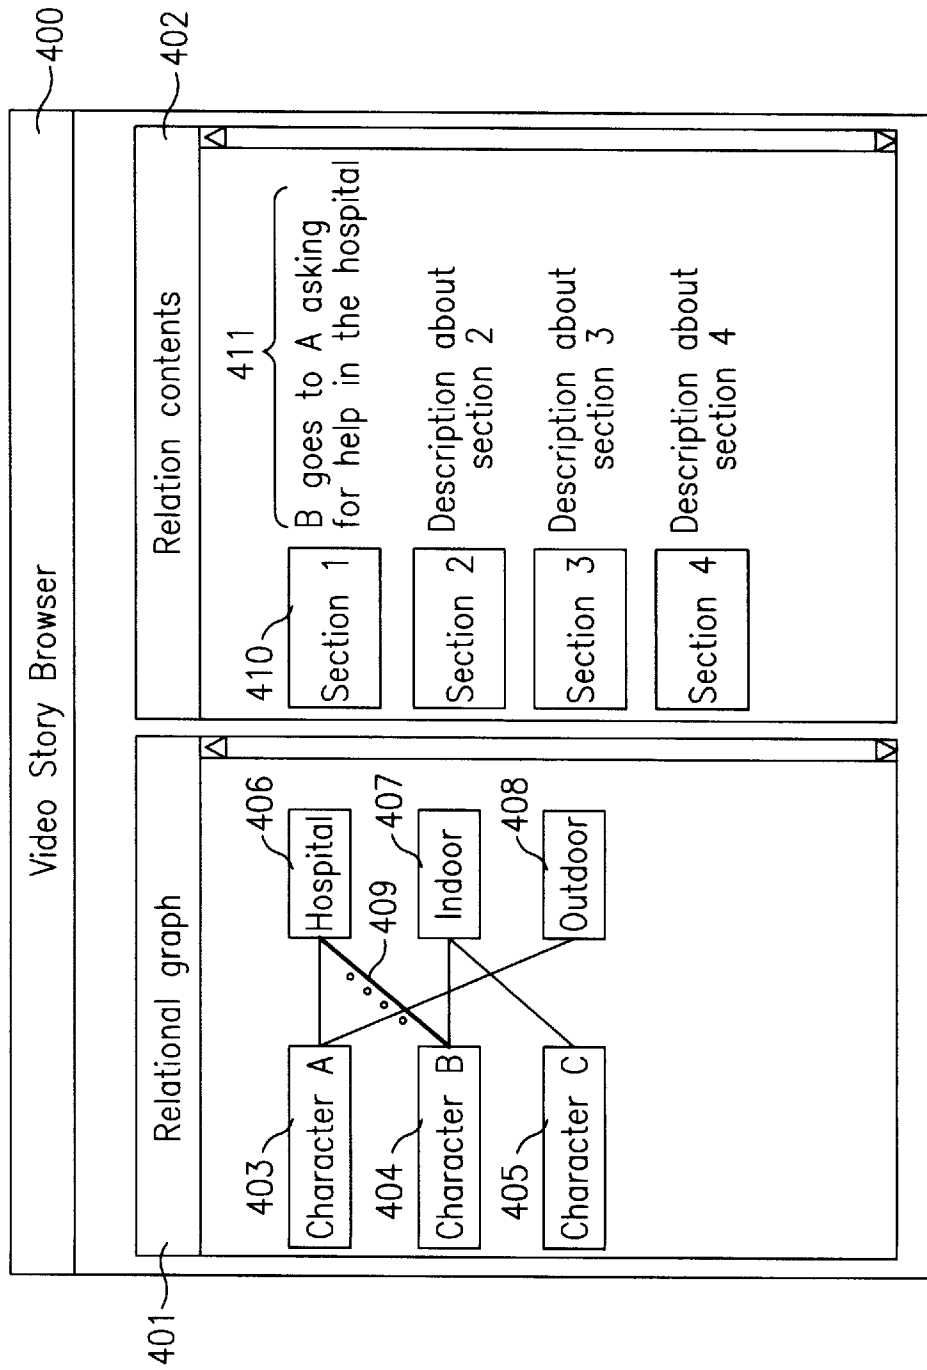 Video Story Browser
400
401
Relational graph
403
Character A
404
Character B
405
Character C
406
Hospital
407
Indoor
408
Outdoor
409
402
Relation contents
410
411
Section 1
B goes to A asking
for help in the hospital
Section 2
Description about
section 2
Section 3
Description about
section 3
Section 4
Description about
section 4